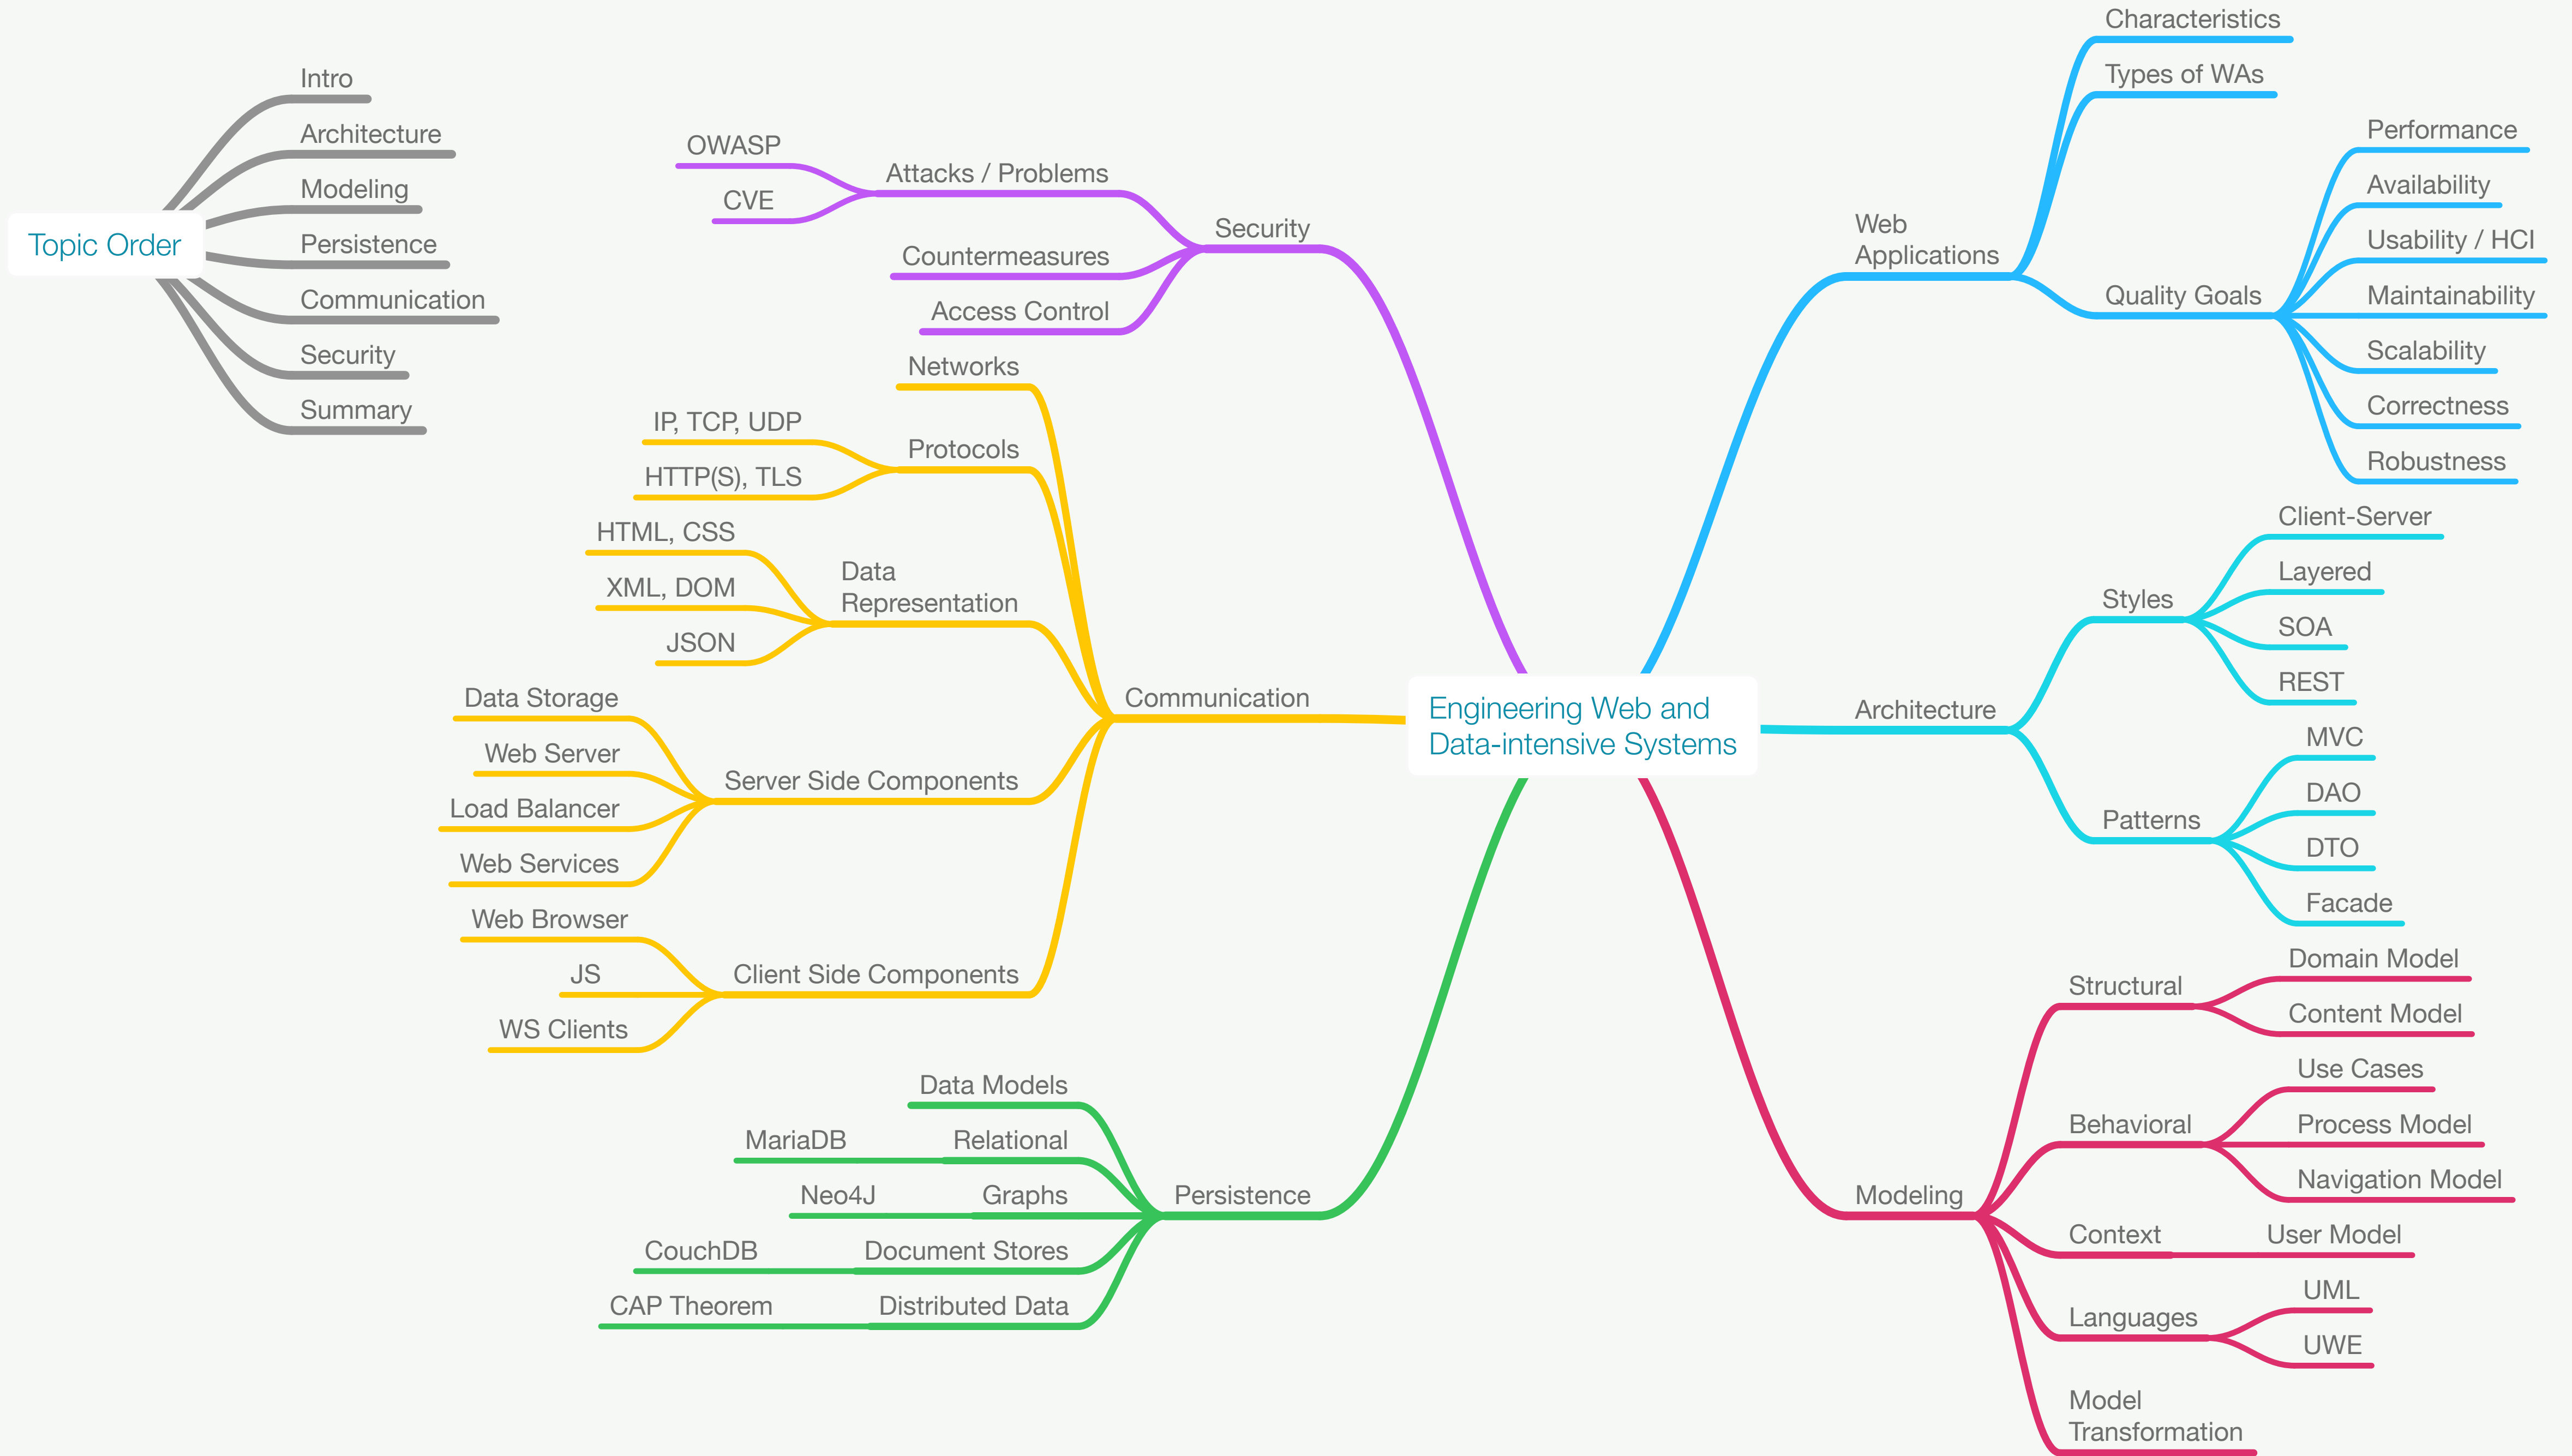 Topic Order
Intro
Architecture
Modeling
Persistence
Communication
Security
Summary
Engineering Web and
Data-intensive Systems
Web
Applications
Characteristics
Types of WAs
Quality Goals
Performance
Availability
Usability / HCI
Maintainability
Scalability
Correctness
Robustness
Architecture
Styles
Client-Server
Layered
SOA
REST
Patterns
MVC
DAO
DTO
Facade
Modeling
Structural
Domain Model
Content Model
Behavioral
Use Cases
Process Model
Navigation Model
Context
User Model
Languages
UML
UWE
Model
Transformation
Security
Attacks / Problems
OWASP
CVE
Countermeasures
Access Control
Communication
Networks
Protocols
IP, TCP, UDP
HTTP(S), TLS
Data
Representation
HTML, CSS
XML, DOM
JSON
Server Side Components
Data Storage
Web Server
Load Balancer
Web Services
Client Side Components
Web Browser
JS
WS Clients
Persistence
Data Models
Relational
MariaDB
Graphs
Neo4J
Document Stores
CouchDB
Distributed Data
CAP Theorem